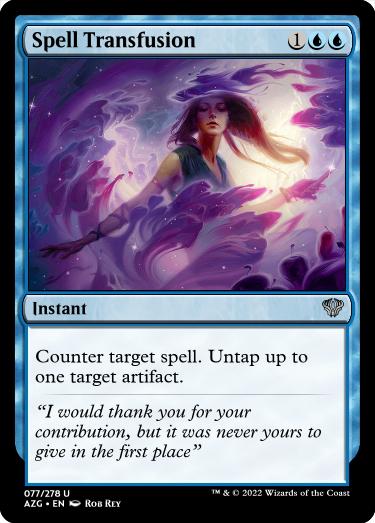 Spell Transfusion 1
Instant
Counter target spell. Untap up to
one target artifact.
“I would thank you for your
contribution, but it was never yours to
give in the first place”
077/278 U
AZG • EN Rob Rey
™ & © 2022 Wizards of the Coast